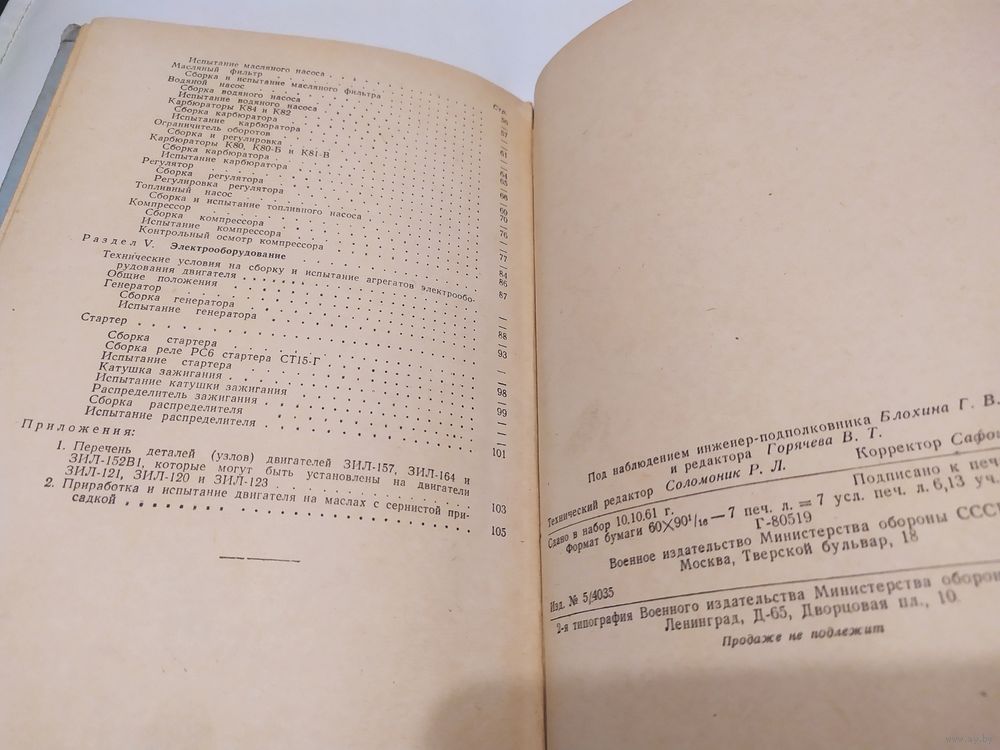 Стр.
Испытание масляного насоса
Масляный фильтр
Сборка и испытание масляного фильтра
Водяной насос
Сборка водяного насоса
Испытание водяного насоса
Карбюраторы К84 и К82
Сборка карбюратора
Испытание карбюратора
Ограничитель оборотов
Сборка и регулировка
Карбюраторы К80, К80-Б и К81-В
Сборка карбюратора
Испытание карбюратора
Регулятор
Сборка регулятора
Регулировка регулятора
Топливный насос
Сборка и испытание топливного насоса
Компрессор
Сборка компрессора
Испытание компрессора
Контрольный осмотр компрессора
Раздел V. Электрооборудование
Технические условия на сборку и испытание агрегатов электрообо-
рудования двигателя
Общие положения
Генератор
Сборка генератора
Испытание генератора
Стартер
Сборка стартера
Сборка реле РС6 стартера СТ15-Г
Испытание стартера
Катушка зажигания
Испытание катушки зажигания
Распределитель зажигания
Сборка распределителя
Испытание распределителя
Приложения:
1. Перечень деталей (узлов) двигателей ЗИЛ-157, ЗИЛ-164 и
ЗИЛ-152В1, которые могут быть установлены на двигатели
ЗИЛ-121, ЗИЛ-120 и ЗИЛ-123 103
2. Приработка и испытание двигателя на маслах с сернистой при-
садкой 105
Под наблюдением инженер-подполковника Блохина Г. В.
и редактора Горячева В. Т.
Технический редактор Соломоник Р. Л. Корректор
Сдано в набор 10.10.61 г. Подписано к
Формат бумаги 60×90¹/₁₆ — 7 печ. л. = 7 усл. печ. л. 6,13 уч.
Г-80519
Военное издательство Министерства обороны СССР
Москва, Тверской бульвар, 18
Изд. № 5/4035
2-я типография Военного издательства Министерства
Ленинград, Д-65, Дворцовая пл., 10.
Продаже не подлежит